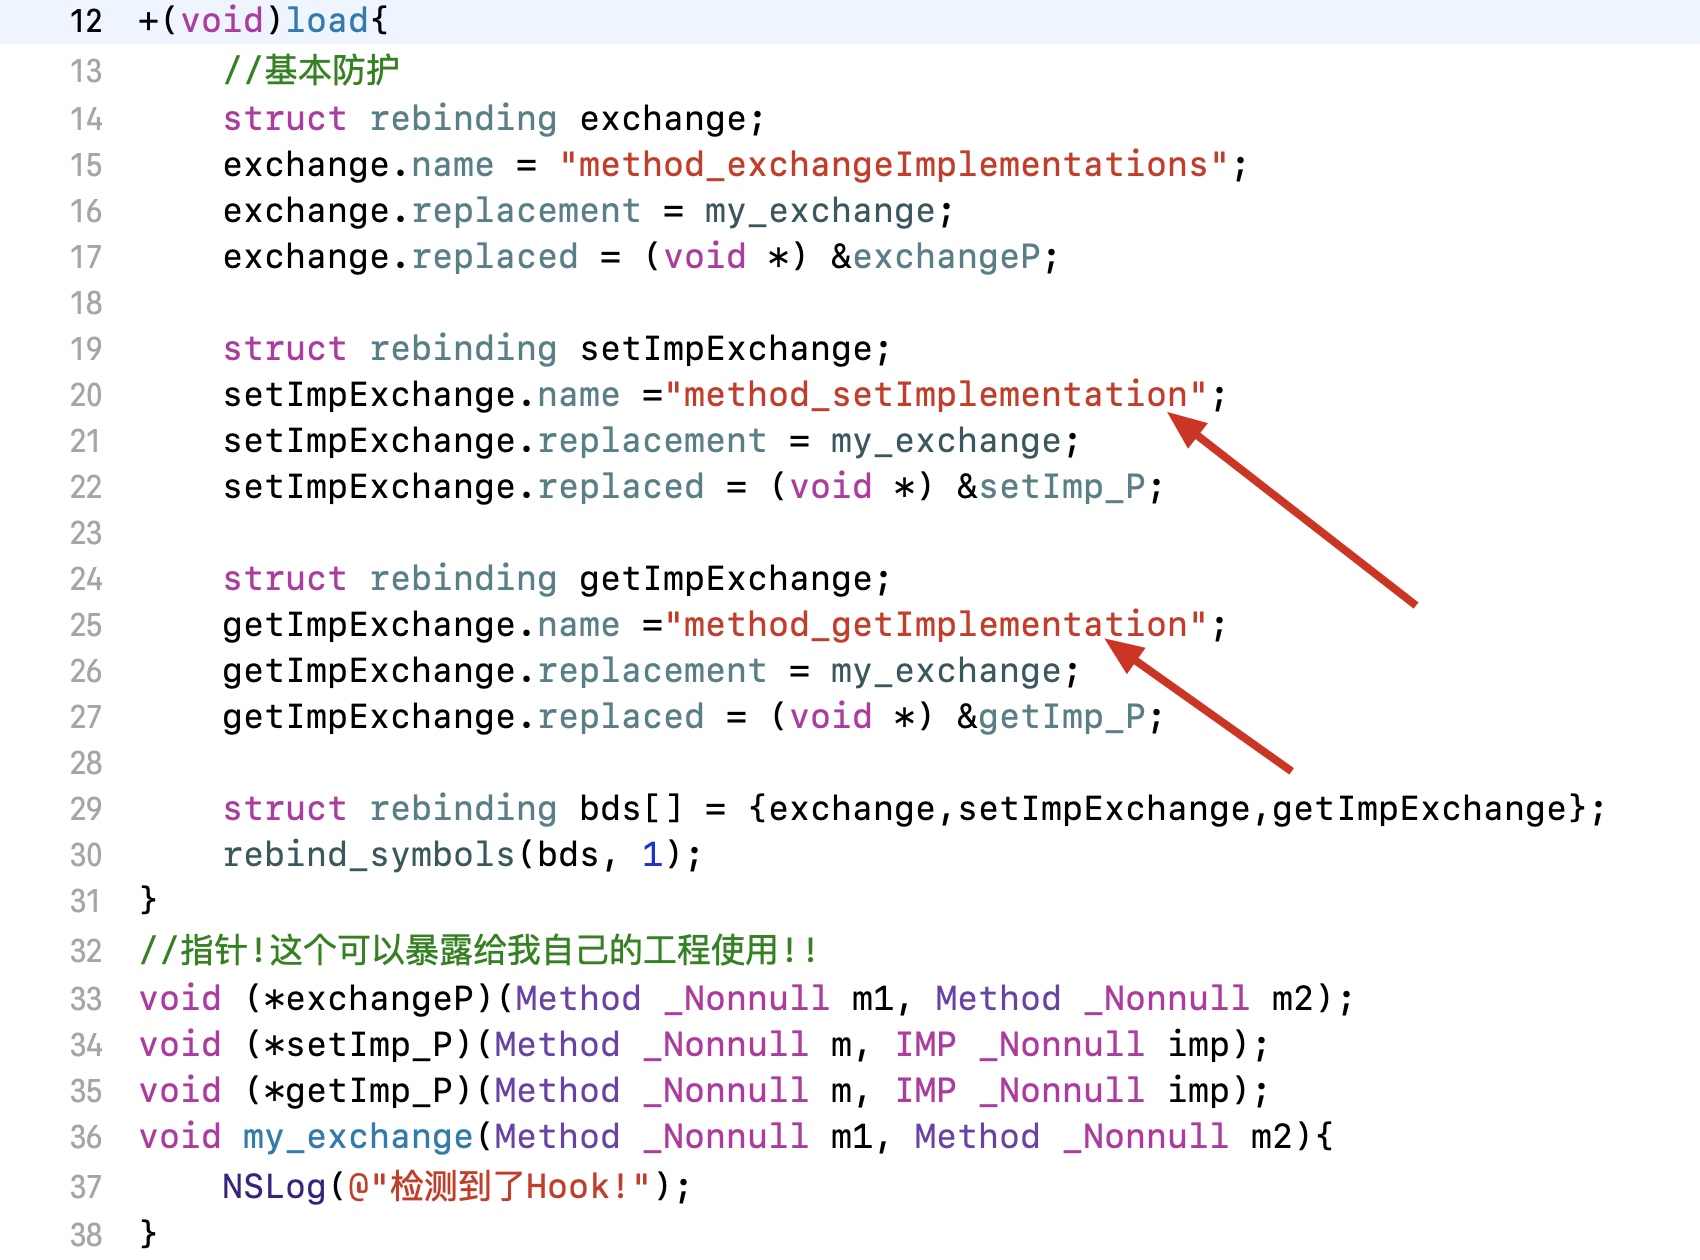 12 +(void)load{
13 //基本防护
14 struct rebinding exchange;
15 exchange.name = "method_exchangeImplementations";
16 exchange.replacement = my_exchange;
17 exchange.replaced = (void *) &exchangeP;
18
19 struct rebinding setImpExchange;
20 setImpExchange.name ="method_setImplementation";
21 setImpExchange.replacement = my_exchange;
22 setImpExchange.replaced = (void *) &setImp_P;
23
24 struct rebinding getImpExchange;
25 getImpExchange.name ="method_getImplementation";
26 getImpExchange.replacement = my_exchange;
27 getImpExchange.replaced = (void *) &getImp_P;
28
29 struct rebinding bds[] = {exchange,setImpExchange,getImpExchange};
30 rebind_symbols(bds, 1);
31 }
32 //指针!这个可以暴露给我自己的工程使用!!
33 void (*exchangeP)(Method _Nonnull m1, Method _Nonnull m2);
34 void (*setImp_P)(Method _Nonnull m, IMP _Nonnull imp);
35 void (*getImp_P)(Method _Nonnull m, IMP _Nonnull imp);
36 void my_exchange(Method _Nonnull m1, Method _Nonnull m2){
37 NSLog(@"检测到了Hook!");
38 }